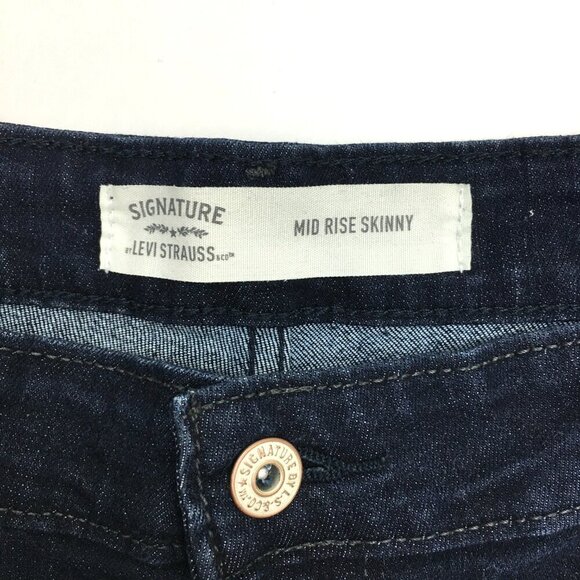 SIGNATURE
BY LEVI STRAUSS & CO™
MID RISE SKINNY
★ SIGNATURE BY L.S. & CO.™